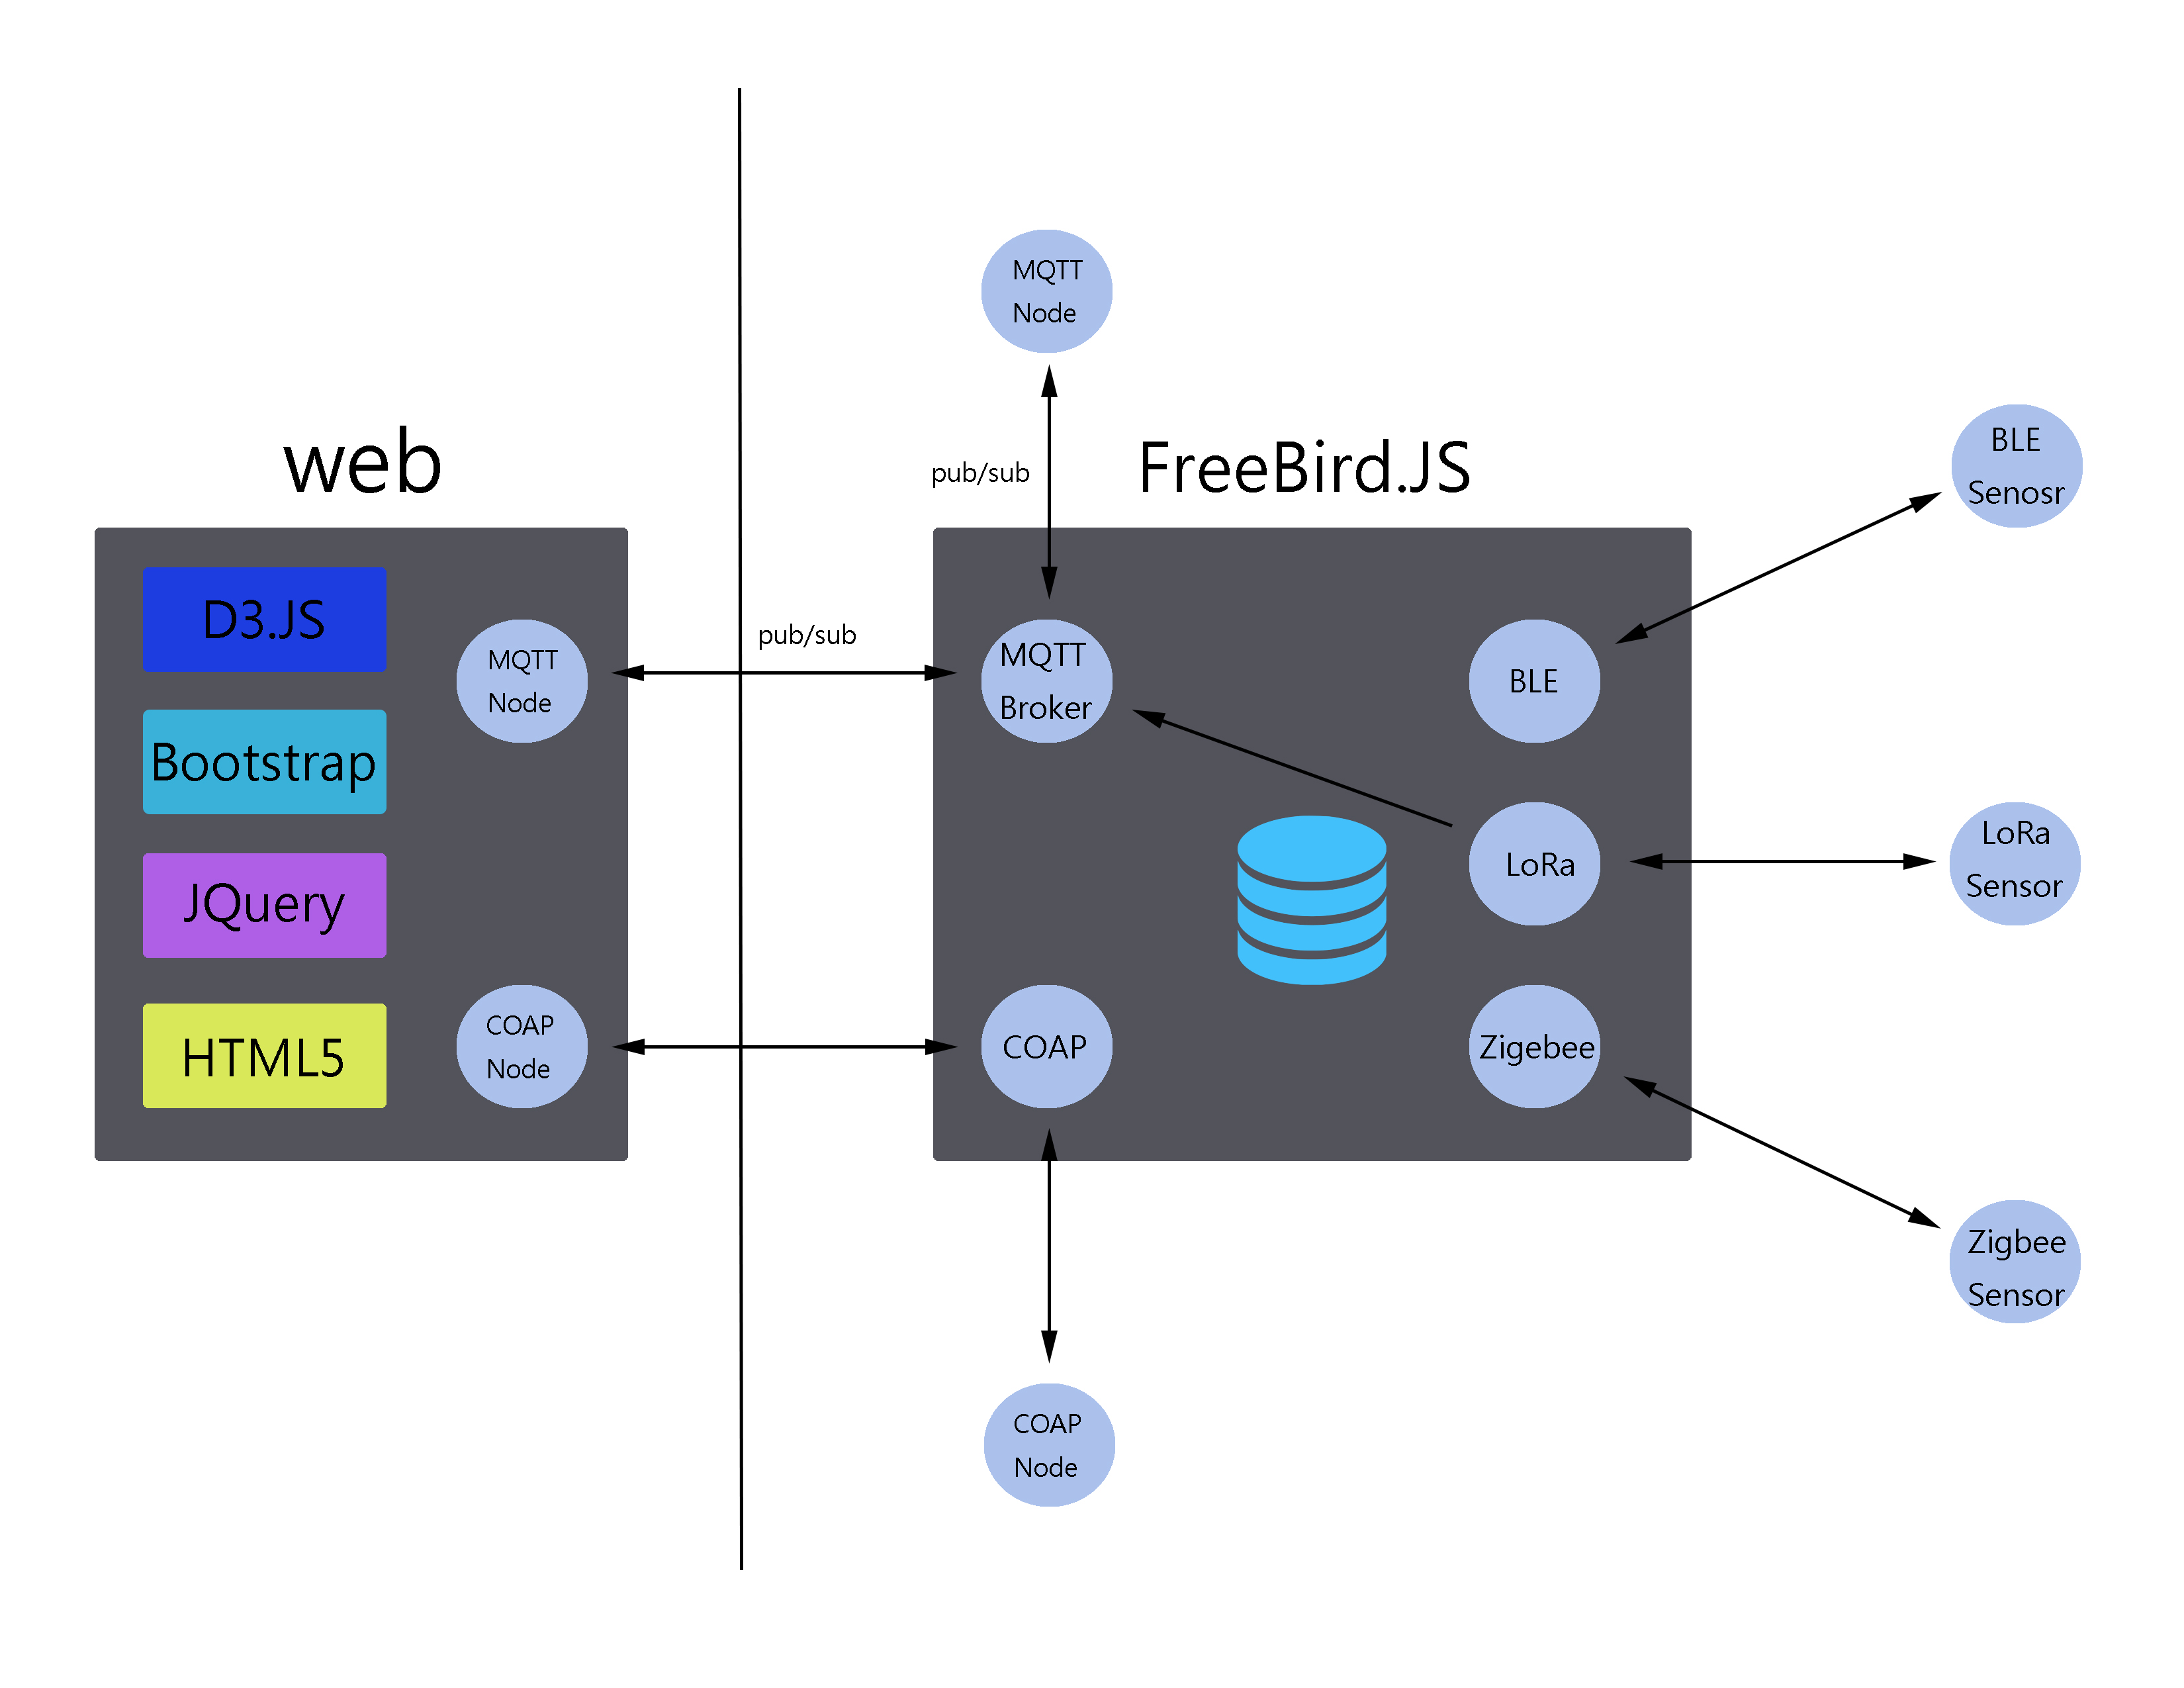 web
D3.JS
Bootstrap
JQuery
HTML5
MQTT
Node
COAP
Node
pub/sub
MQTT
Node
pub/sub
FreeBird.JS
MQTT
Broker
COAP
BLE
LoRa
Zigebee
COAP
Node
BLE
Senosr
LoRa
Sensor
Zigbee
Sensor